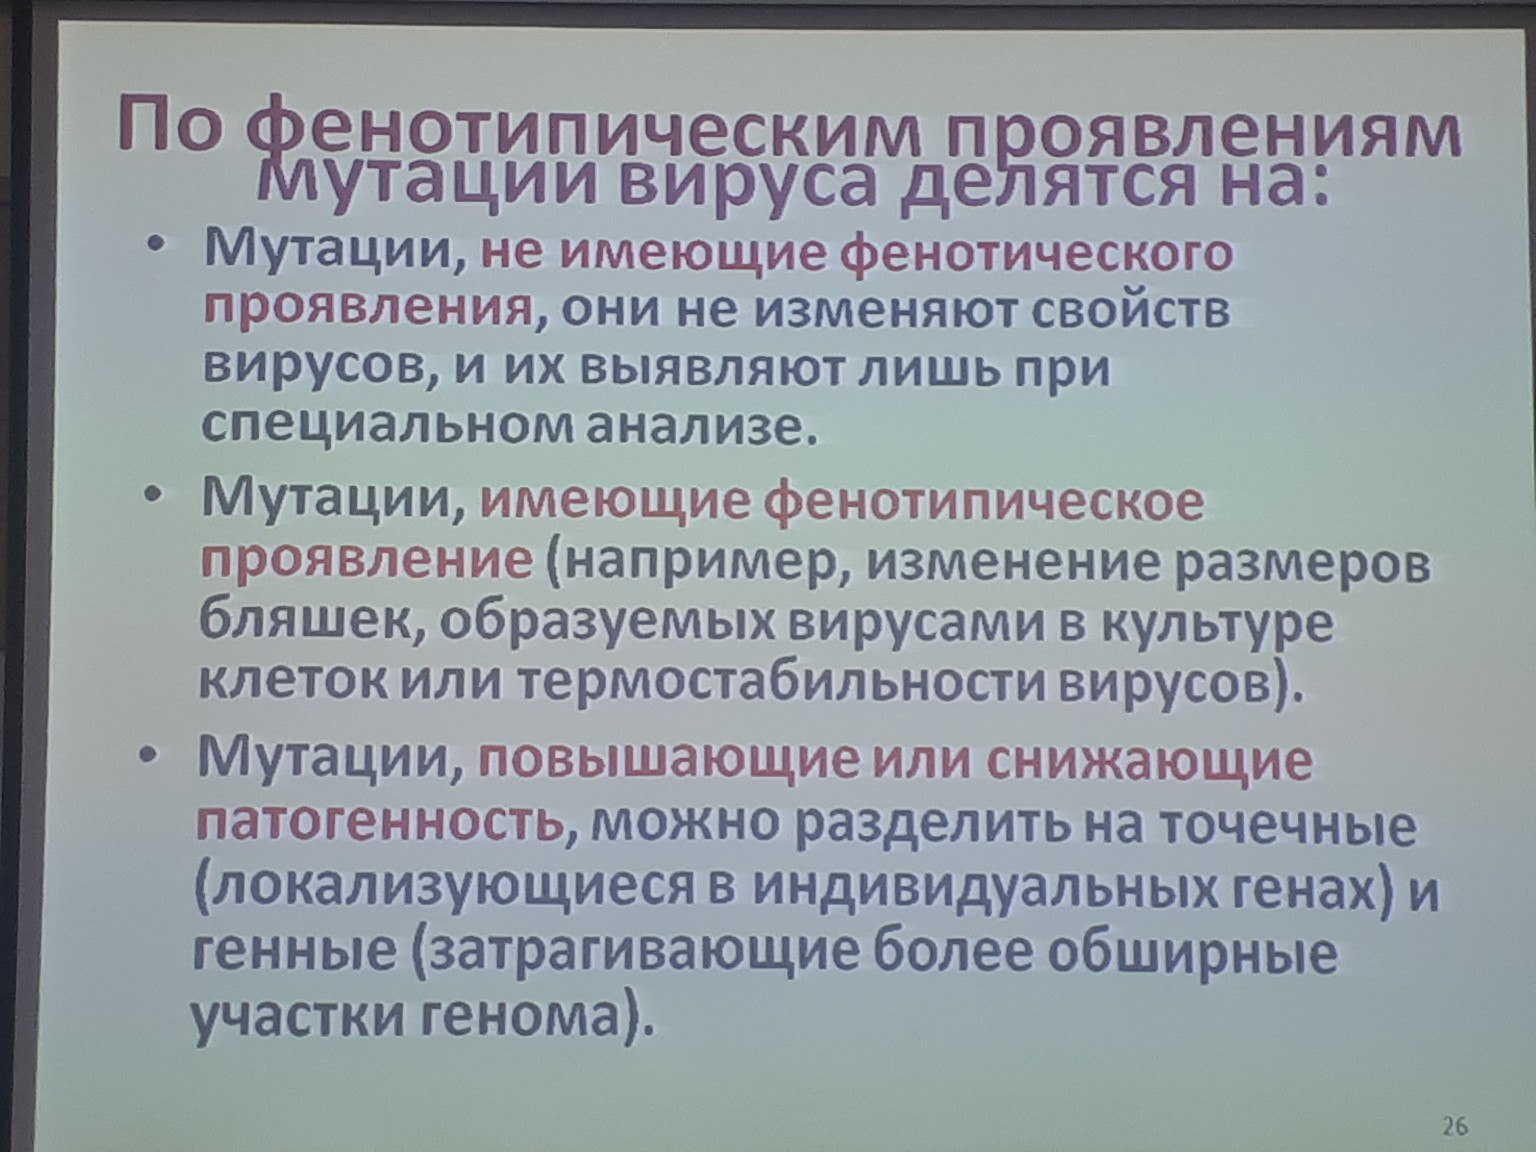 По фенотипическим проявлениям
мутации вируса делятся на:
• Мутации, не имеющие фенотического
проявления, они не изменяют свойств
вирусов, и их выявляют лишь при
специальном анализе.
• Мутации, имеющие фенотипическое
проявление (например, изменение размеров
бляшек, образуемых вирусами в культуре
клеток или термостабильности вирусов).
• Мутации, повышающие или снижающие
патогенность, можно разделить на точечные
(локализующиеся в индивидуальных генах) и
генные (затрагивающие более обширные
участки генома).
26